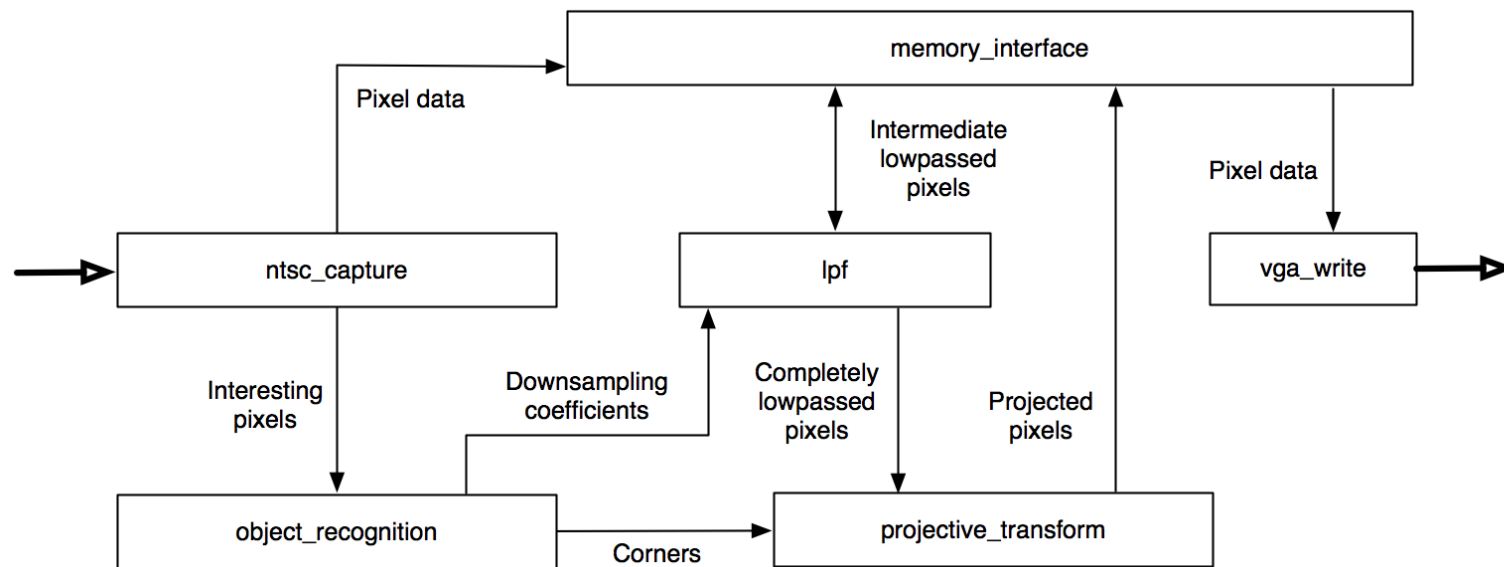 memory_interface
Pixel data
Intermediate
lowpassed
pixels
Pixel data
ntsc_capture
lpf
vga_write
Interesting
pixels
Downsampling
coefficients
Completely
lowpassed
pixels
Projected
pixels
object_recognition
Corners
projective_transform